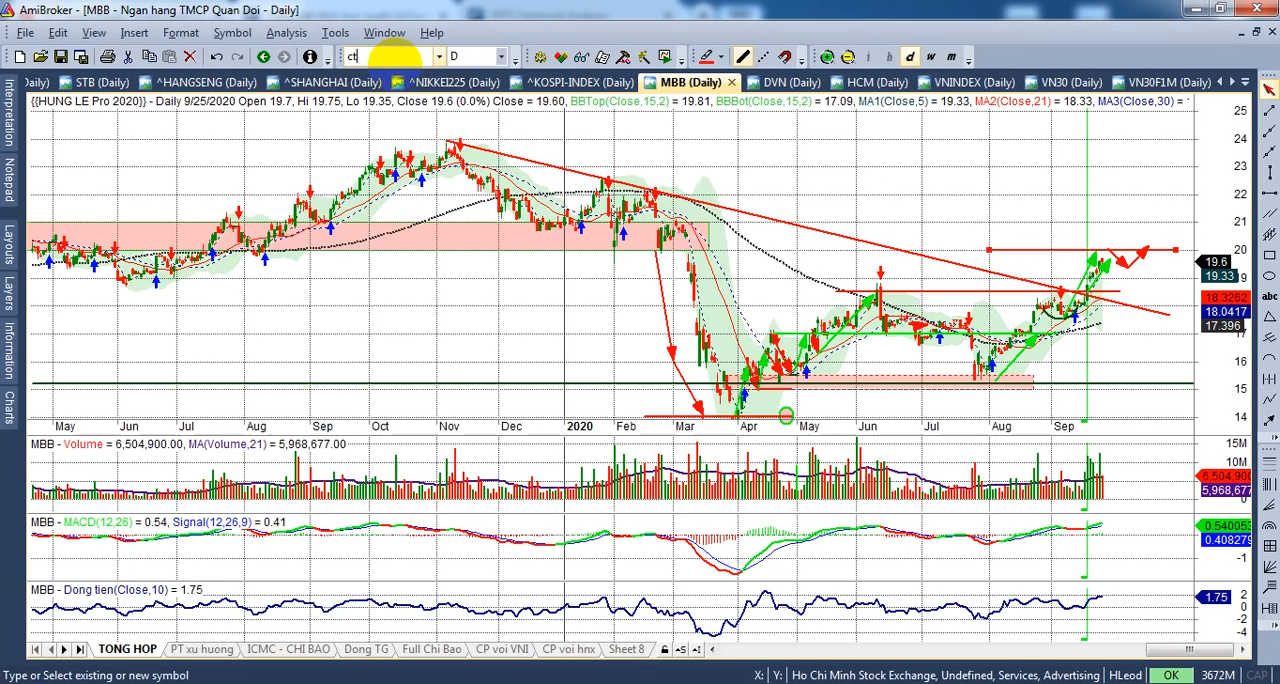 AmiBroker - [MBB - Ngan hang TMCP Quan Doi - Daily]
File Edit View Insert Format Symbol Analysis Tools Window Help
ct D i h d w m
Daily) STB (Daily) ^HANGSENG (Daily) ^SHANGHAI (Daily) ^NIKKEI225 (Daily) ^KOSPI-INDEX (Daily) MBB (Daily) DVN (Daily) HCM (Daily) VNINDEX (Daily) VN30 (Daily) VN30F1M (Daily)
Interpretation
Notepad
Layouts
Layers
Information
Charts
{{HUNG LE Pro 2020}} - Daily 9/25/2020 Open 19.7, Hi 19.75, Lo 19.35, Close 19.6 (0.0%) Close = 19.60, BBTop(Close,15,2) = 19.81, BBBot(Close,15,2) = 17.09, MA1(Close,5) = 19.33, MA2(Close,21) = 18.33, MA3(Close,30) =
25
24
23
22
21
20
19.6
19.33
19
18.3262
18.0417
17.396
17
16
15
14
May Jun Jul Aug Sep Oct Nov Dec 2020 Feb Mar Apr May Jun Jul Aug Sep
MBB - Volume = 6,504,900.00, MA(Volume,21) = 5,968,677.00
15M
10M
6,504,900
5,968,677
MBB - MACD(12,26) = 0.54, Signal(12,26,9) = 0.41
0.540053
0.408279
-1
MBB - Dong tien(Close,10) = 1.75
2
1.75
0
-2
-4
TONG HOP PT xu huong ICMC - CHI BAO Dong TG Full Chi Bao CP voi VNI CP voi hnx Sheet 8
Type or Select existing or new symbol X: Y: Ho Chi Minh Stock Exchange, Undefined, Services, Advertising HLeod OK 3672M CAP
abc